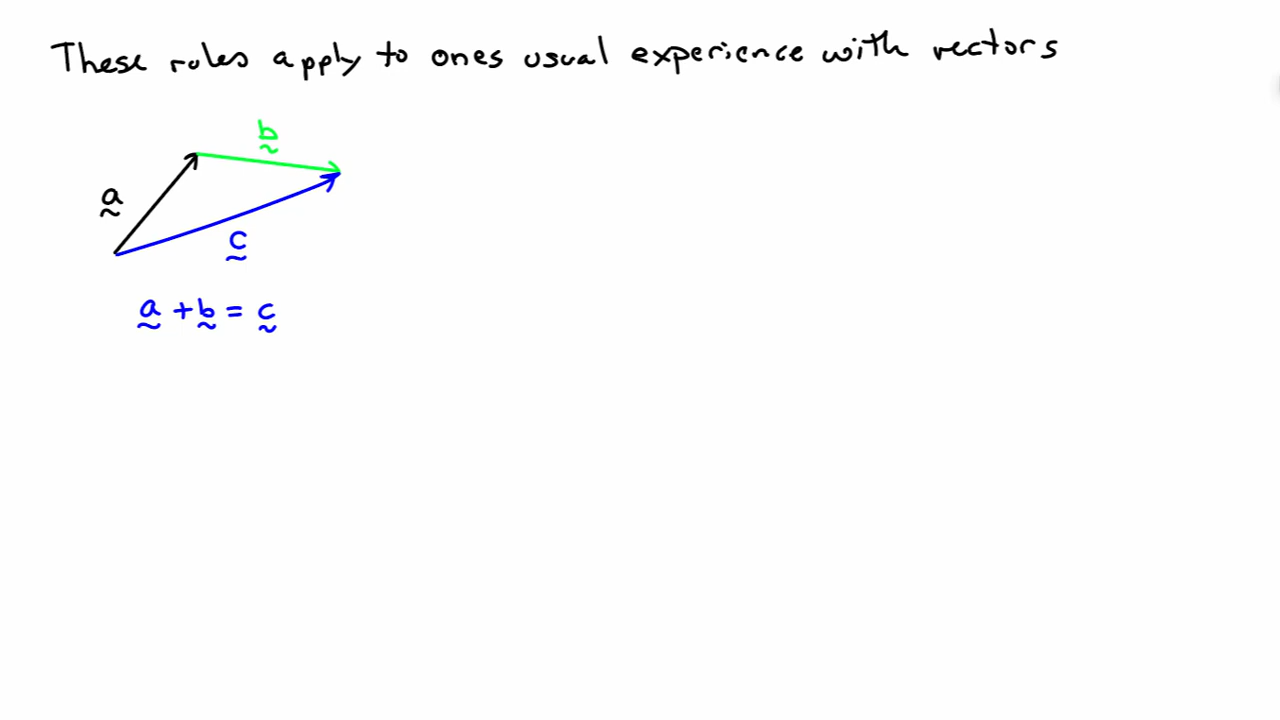 These rules apply to ones usual experience with vectors
b
a
c
a + b = c